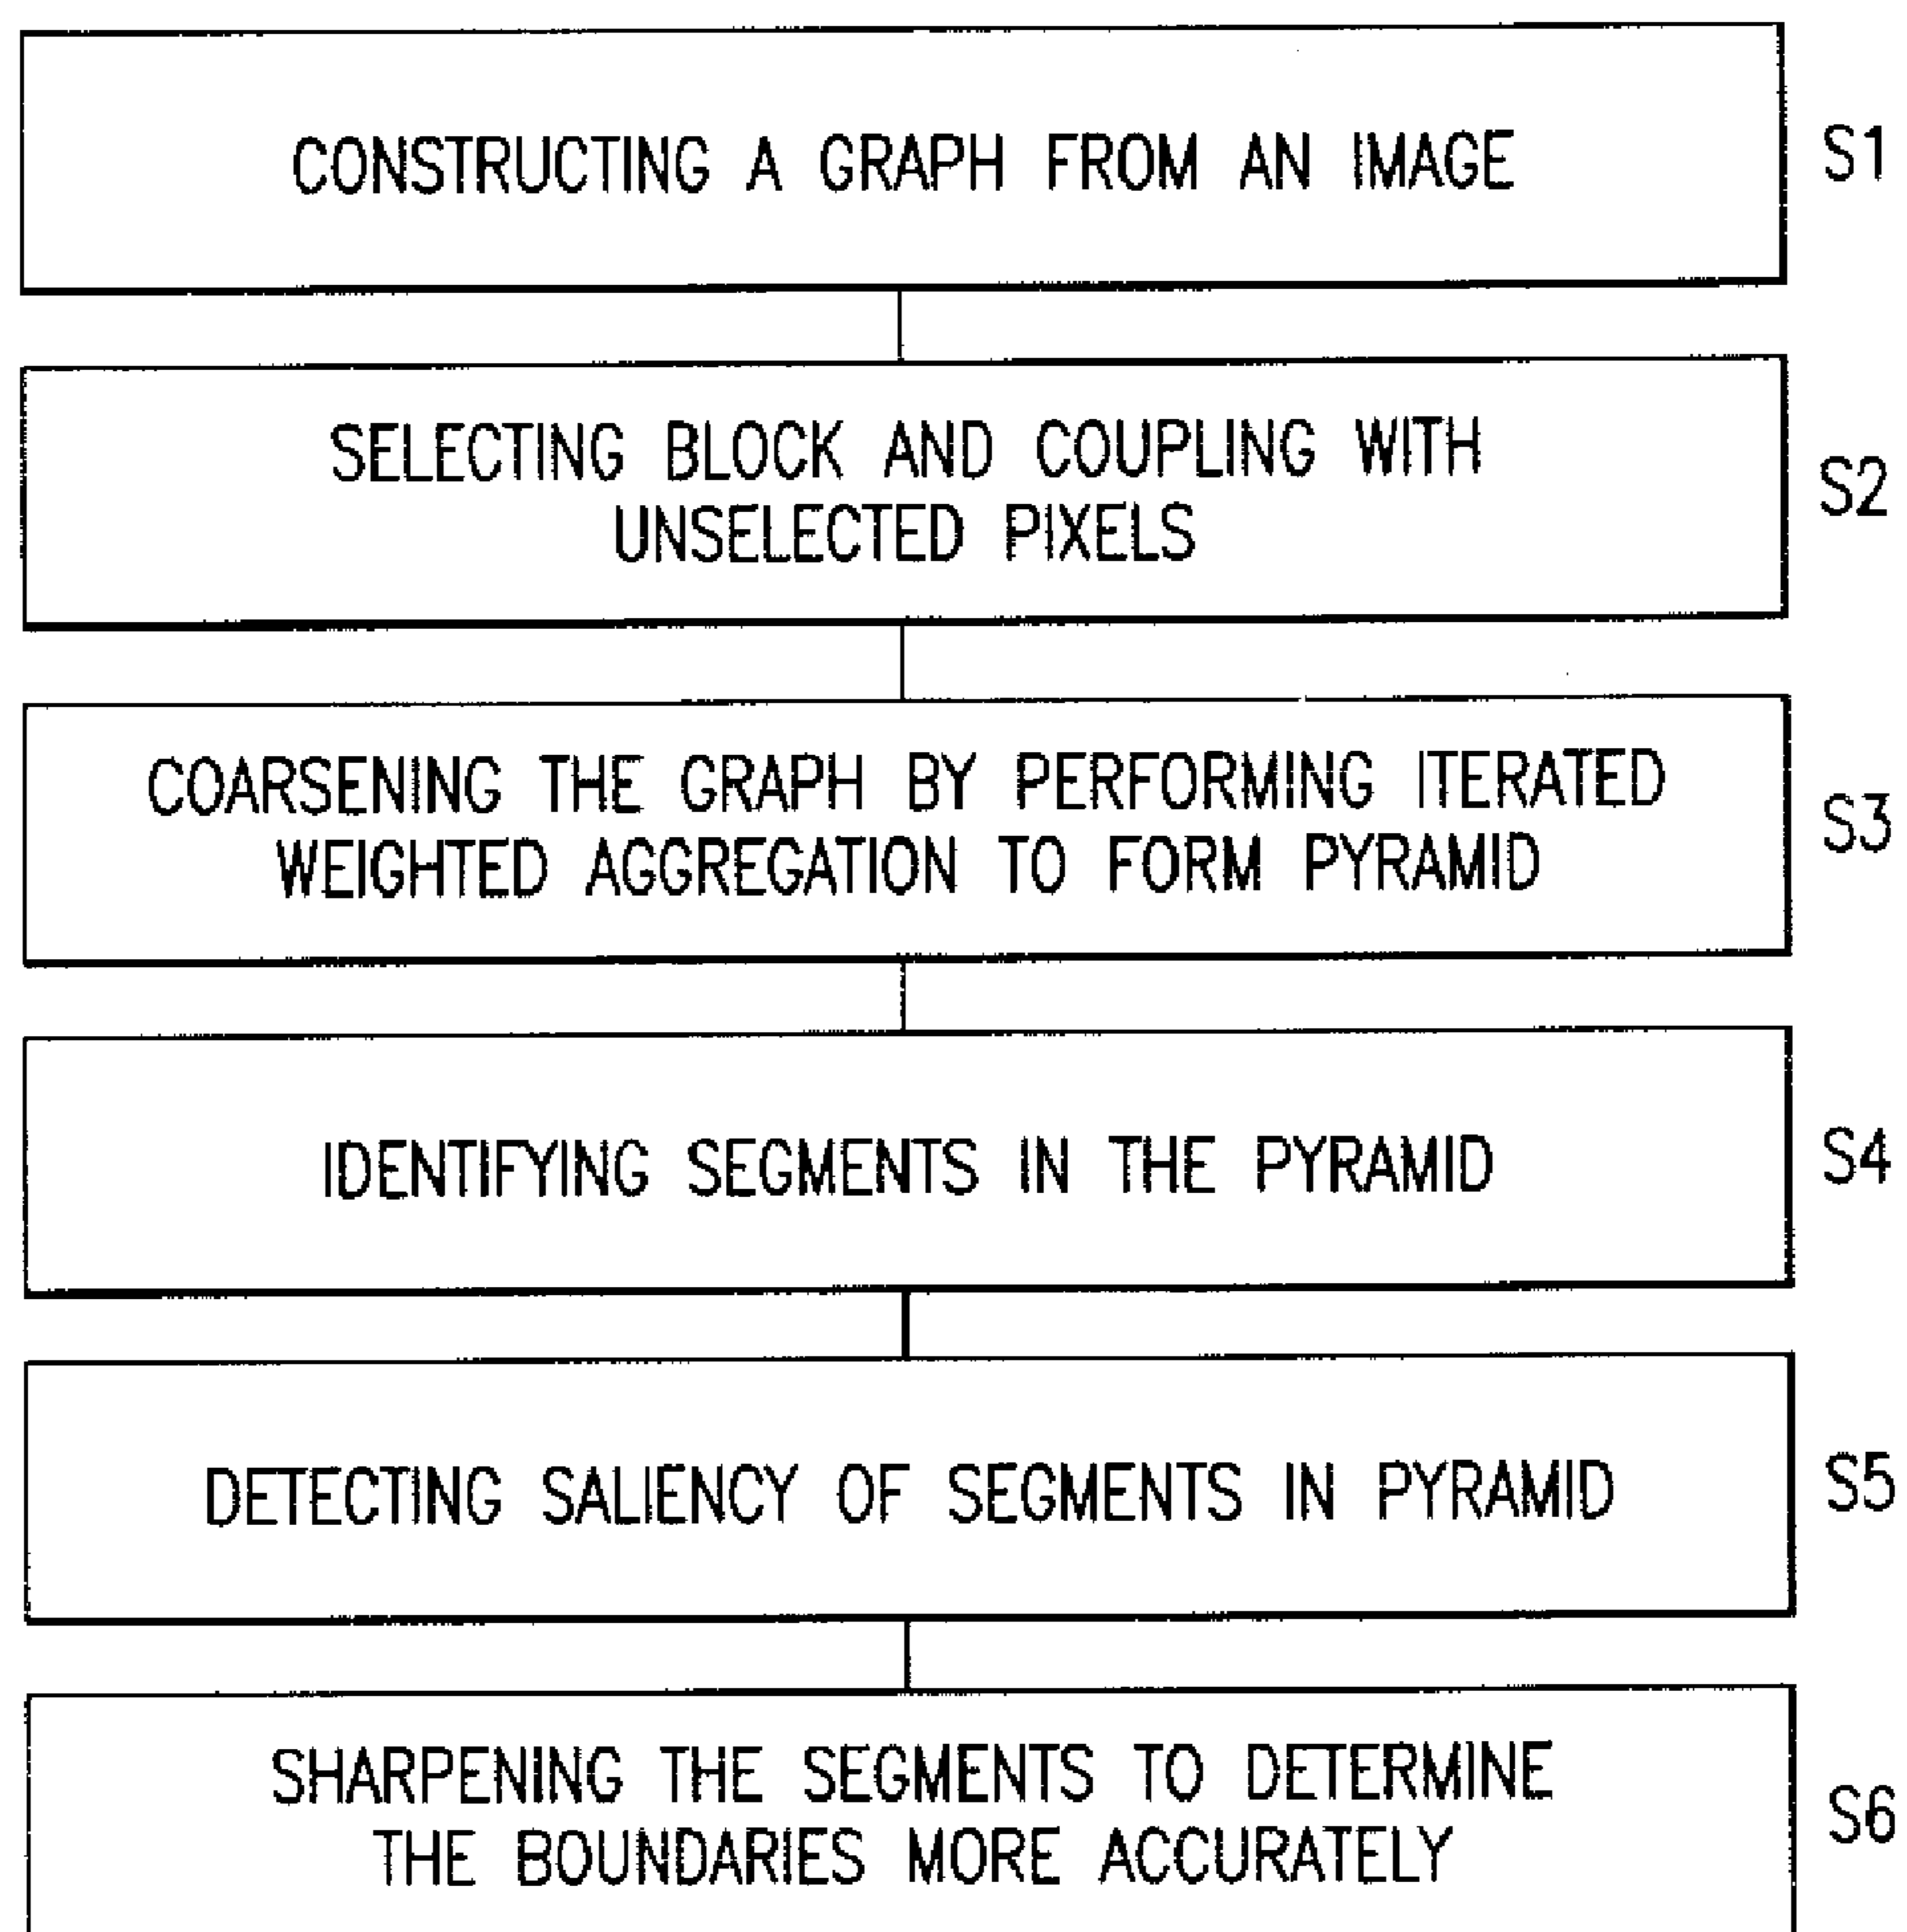 CONSTRUCTING A GRAPH FROM AN IMAGE
S1
SELECTING BLOCK AND COUPLING WITH
UNSELECTED PIXELS
S2
COARSENING THE GRAPH BY PERFORMING ITERATED
WEIGHTED AGGREGATION TO FORM PYRAMID
S3
IDENTIFYING SEGMENTS IN THE PYRAMID
S4
DETECTING SALIENCY OF SEGMENTS IN PYRAMID
S5
SHARPENING THE SEGMENTS TO DETERMINE
THE BOUNDARIES MORE ACCURATELY
S6